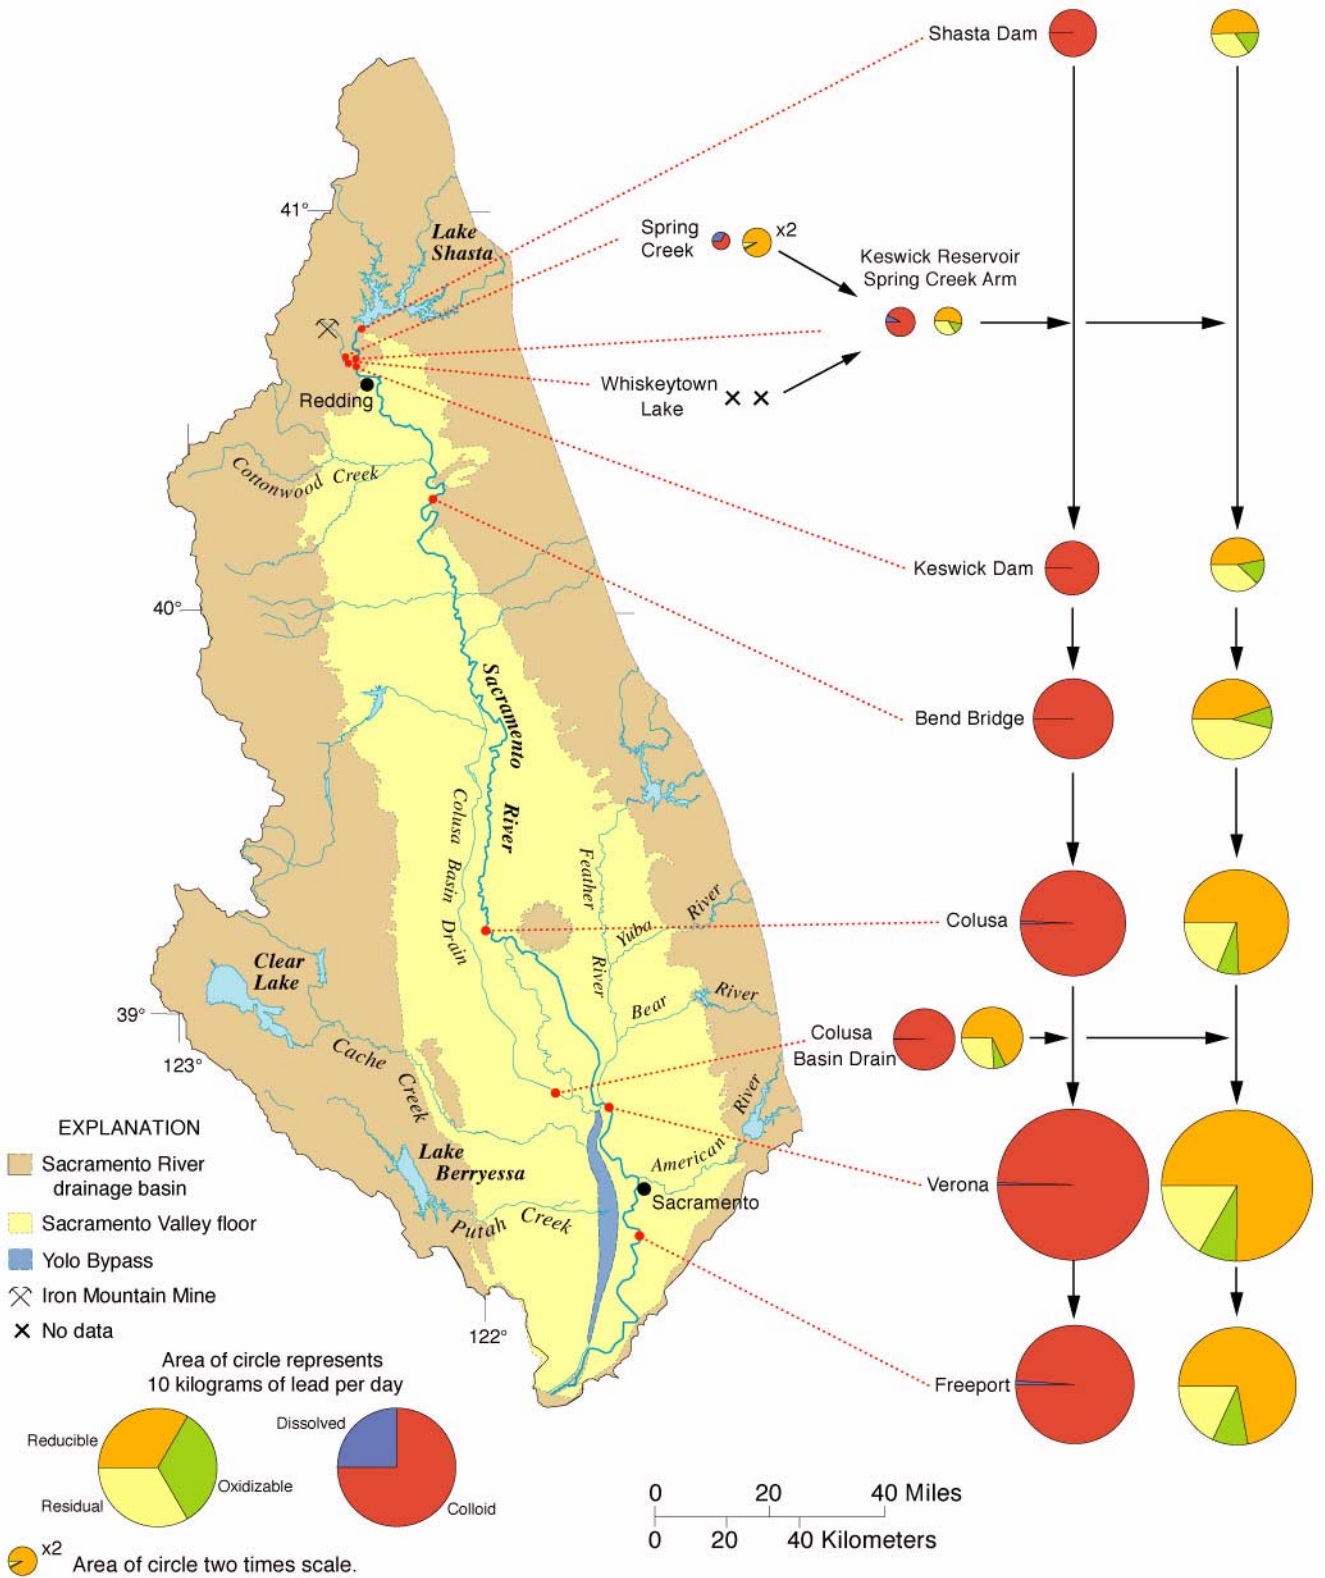 Shasta Dam
41°
Lake
Shasta
Spring
Creek
x2
Keswick Reservoir
Spring Creek Arm
Whiskeytown
Lake
Redding
Cottonwood Creek
Keswick Dam
40°
Sacramento River
Bend Bridge
Colusa Basin Drain
Feather River
Yuba River
Colusa
Clear
Lake
Bear River
39°
123°
Colusa
Basin Drain
Cache Creek
American River
Lake
Berryessa
Verona
Sacramento
Putah Creek
122°
Freeport
EXPLANATION
Sacramento River
drainage basin
Sacramento Valley floor
Yolo Bypass
Iron Mountain Mine
No data
Area of circle represents
10 kilograms of lead per day
Reducible
Oxidizable
Residual
Dissolved
Colloid
x2
Area of circle two times scale.
0 20 40 Miles
0 20 40 Kilometers